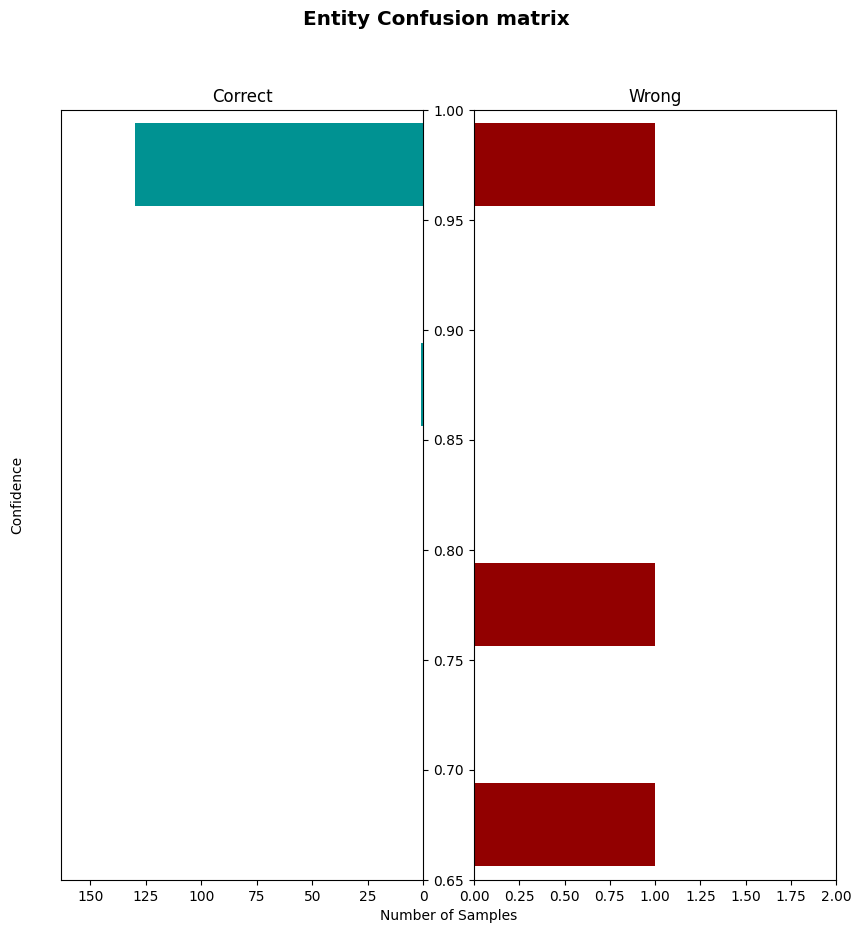 Entity Confusion matrix
Correct
Wrong
1.00
0.95
0.90
0.85
0.80
0.75
0.70
0.65
Confidence
150 125 100 75 50 25 0
0.00 0.25 0.50 0.75 1.00 1.25 1.50 1.75 2.00
Number of Samples